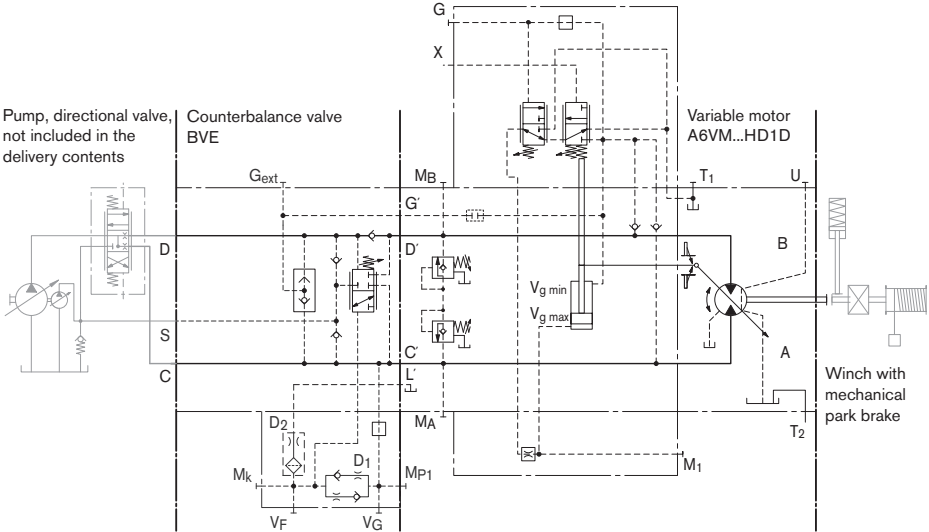 G
X
Pump, directional valve,
not included in the
delivery contents
Counterbalance valve
BVE
Variable motor
A6VM...HD1D
Gext
MB
T1
U
G'
D
D'
B
Vg min
Vg max
S
C
C'
L'
A
Winch with
mechanical
park brake
MA
T2
D2
D1
M1
Mk
MP1
VF
VG